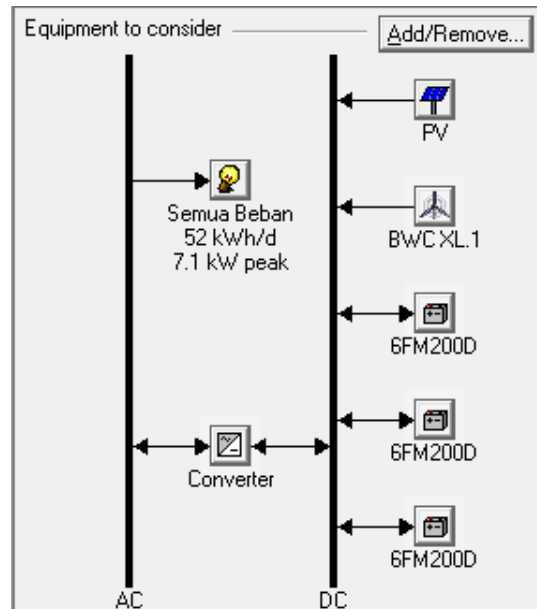 Equipment to consider
Add/Remove...
PV
Semua Beban
52 kWh/d
7.1 kW peak
BWC XL.1
6FM200D
6FM200D
Converter
6FM200D
AC
DC